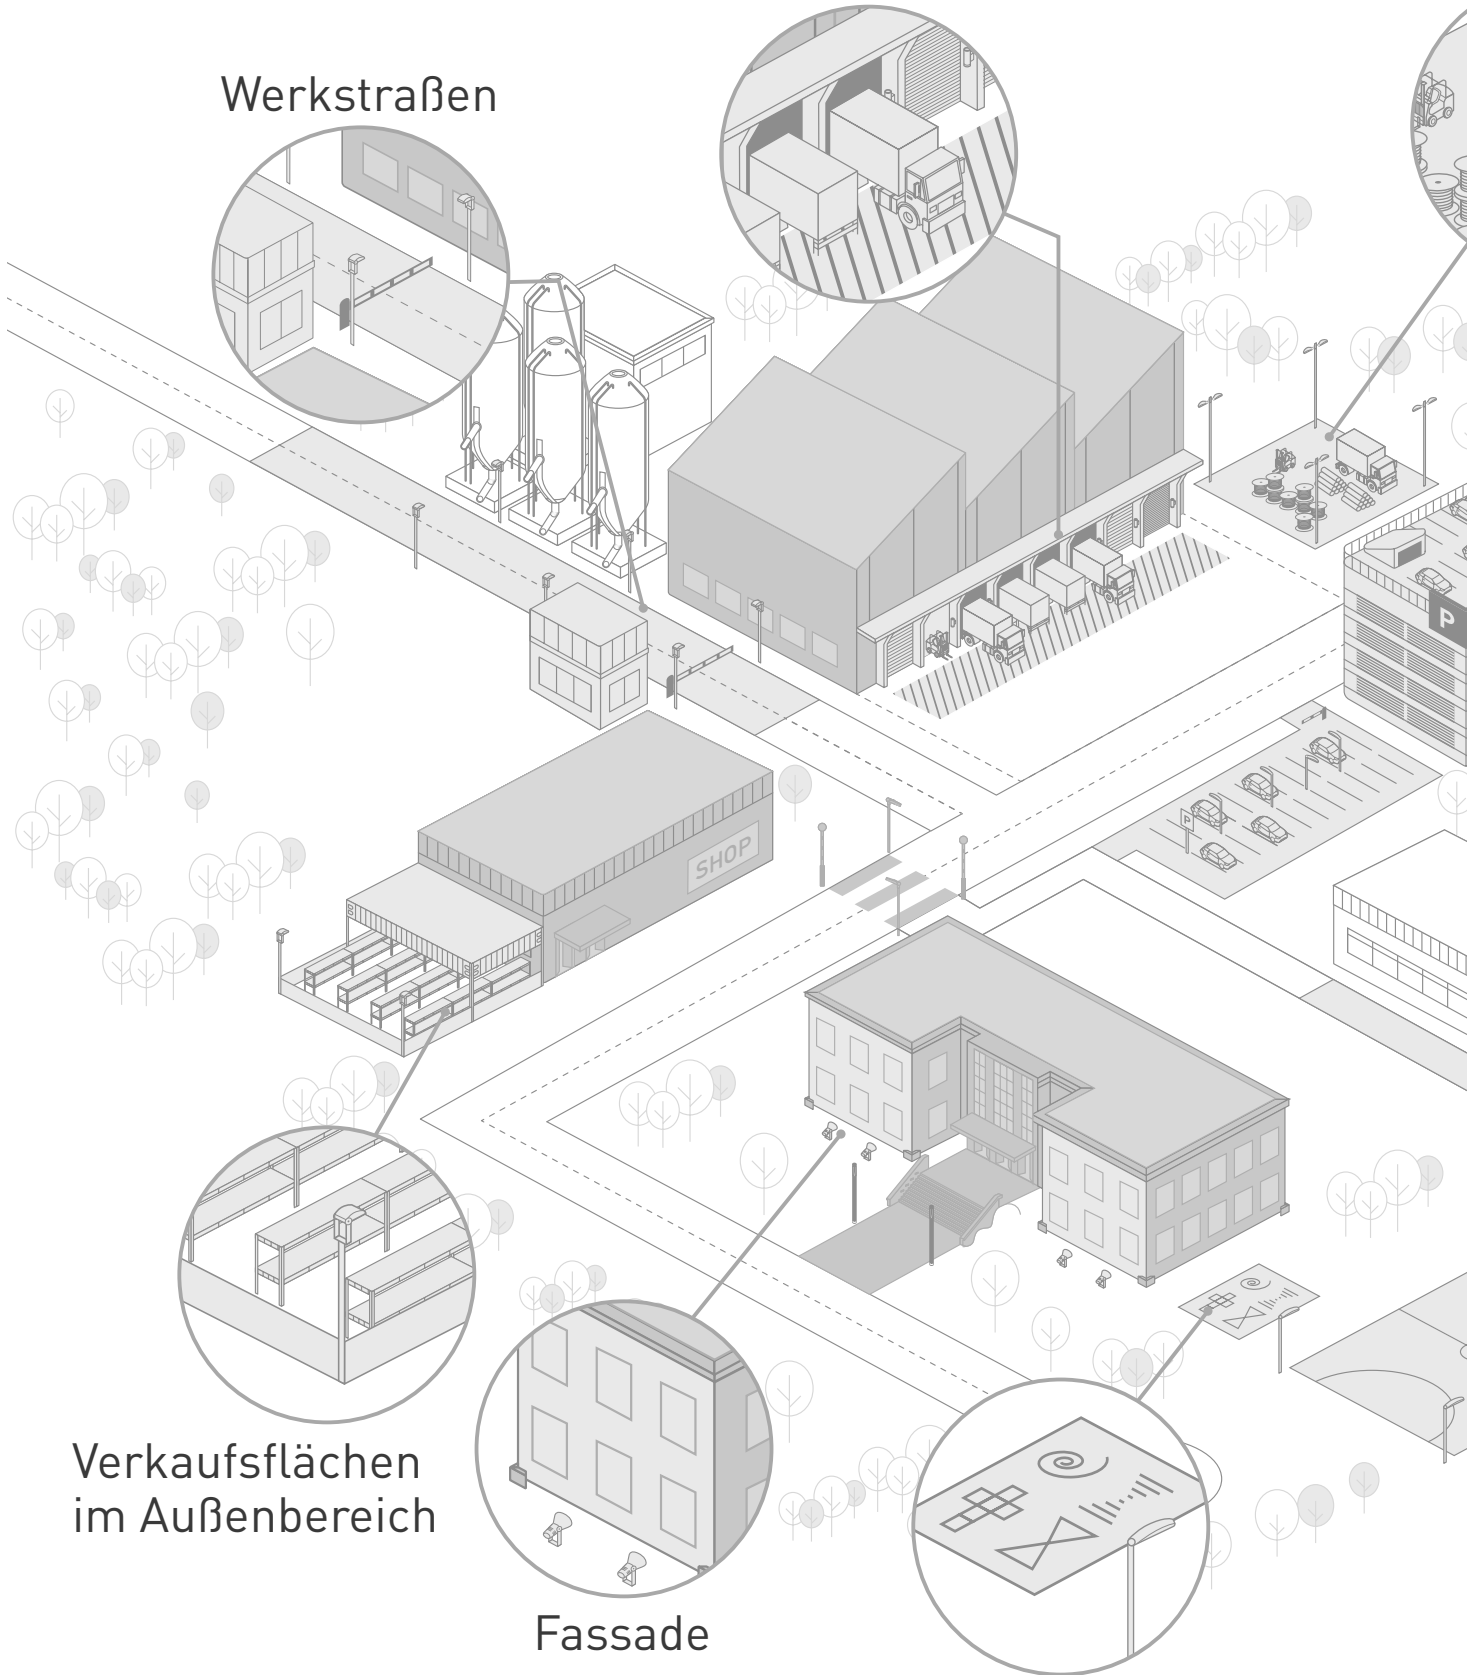 Werkstraßen
P
P
SHOP
Verkaufsflächen
im Außenbereich
Fassade